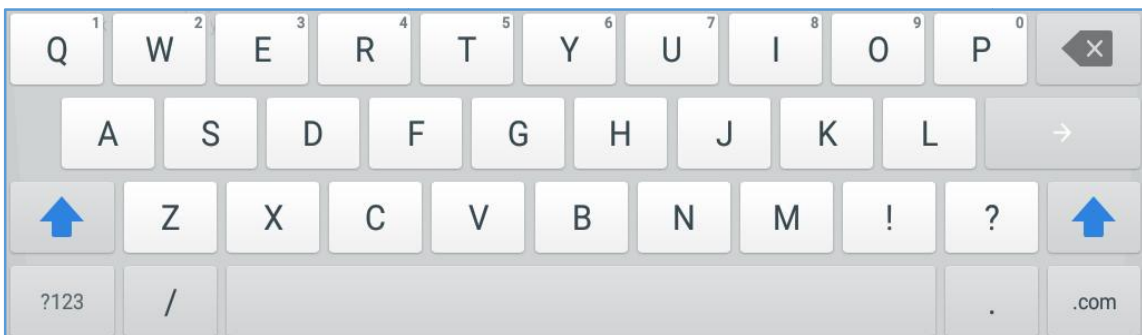 Q 1 W 2 E 3 R 4 T 5 Y 6 U 7 I 8 O 9 P 0
A S D F G H J K L
Z X C V B N M ! ?
?123 / . .com